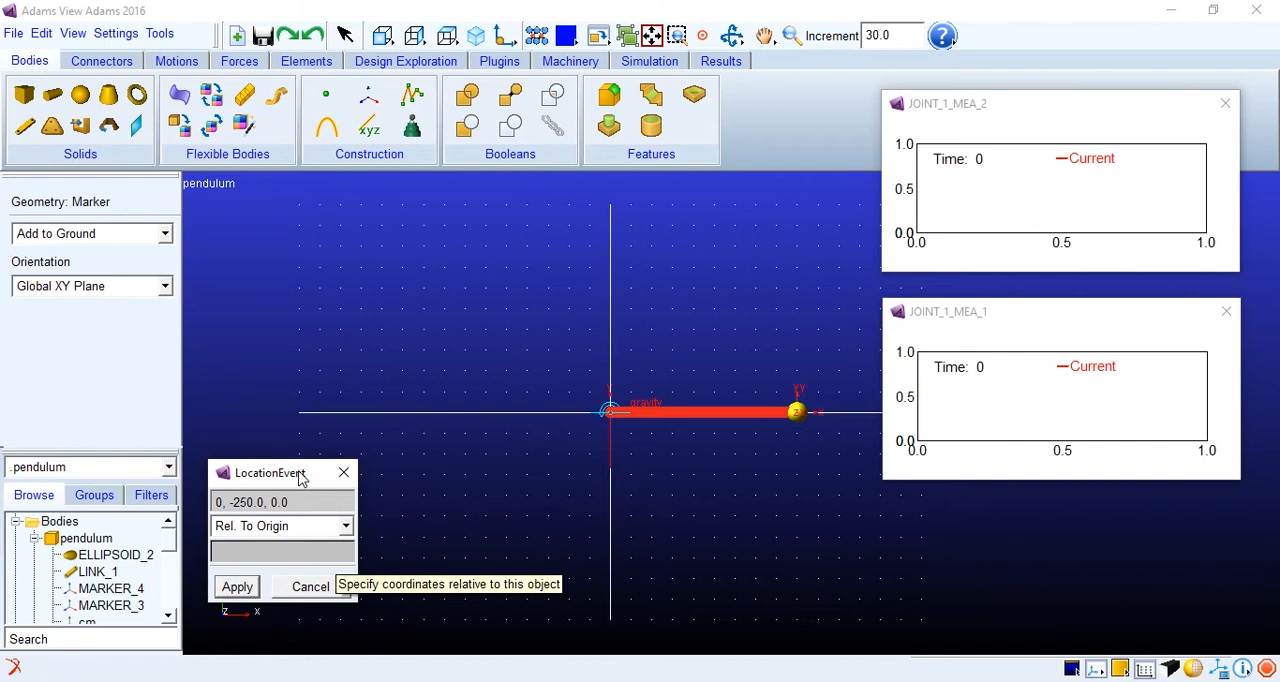 Adams View Adams 2016
File Edit View Settings Tools
Increment 30.0
?
Bodies Connectors Motions Forces Elements Design Exploration Plugins Machinery Simulation Results
xyz
Solids Flexible Bodies Construction Booleans Features
Geometry: Marker
Add to Ground
Orientation
Global XY Plane
pendulum
gravity
JOINT_1_MEA_2
1.0
Time: 0 Current
0.5
0.0
0.0 0.5 1.0
JOINT_1_MEA_1
1.0
Time: 0 Current
0.5
0.0
0.0 0.5 1.0
.pendulum
Browse Groups Filters
Bodies
pendulum
ELLIPSOID_2
LINK_1
MARKER_4
MARKER_3
cm
Search
LocationEvent
0, -250.0, 0.0
Rel. To Origin
Apply Cancel
Specify coordinates relative to this object
z x